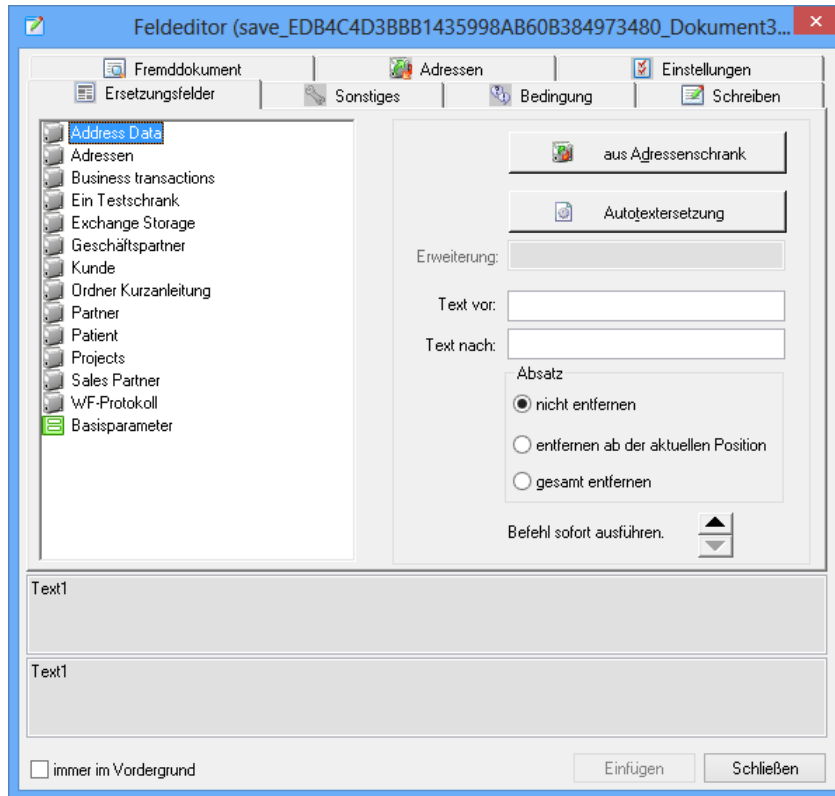 Feldeditor (save_EDB4C4D3BBB1435998AB60B384973480_Dokument3...
Fremddokument
Adressen
Einstellungen
Ersetzungsfelder
Sonstiges
Bedingung
Schreiben
Address Data
Adressen
Business transactions
Ein Testschrank
Exchange Storage
Geschäftspartner
Kunde
Ordner Kurzanleitung
Partner
Patient
Projects
Sales Partner
WF-Protokoll
Basisparameter
aus Adressenschrank
Autotextersetzung
Erweiterung:
Text vor:
Text nach:
Absatz
nicht entfernen
entfernen ab der aktuellen Position
gesamt entfernen
Befehl sofort ausführen.
Text1
Text1
immer im Vordergrund
Einfügen
Schließen